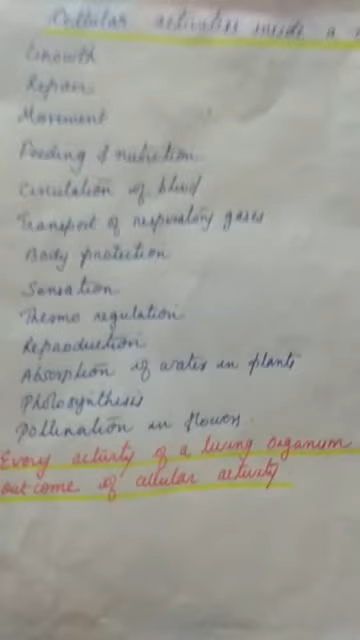 Cellular activities inside a
Growth
Repair
Movement
Feeding & nutrition
Circulation of blood
Transport of respiratory gases
Body protection
Sensation
Thermo regulation
Reproduction
Absorption of water in plants
Photosynthesis
Pollination in flowers
Every activity of a living organism
outcome of cellular activity